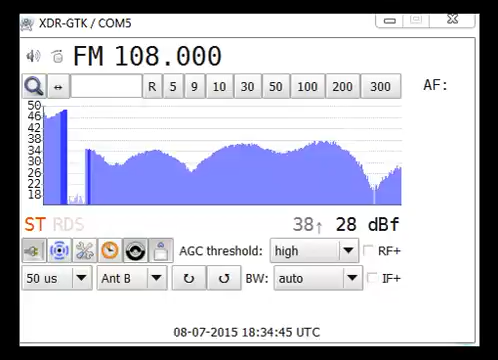 XDR-GTK / COM5
FM 108.000
↔ R 5 9 10 30 50 100 200 300 AF:
50
46
42
38
34
30
26
22
18
ST RDS 38↑ 28 dBf
AGC threshold: high RF+
50 us Ant B ↻ ↺ BW: auto IF+
08-07-2015 18:34:45 UTC